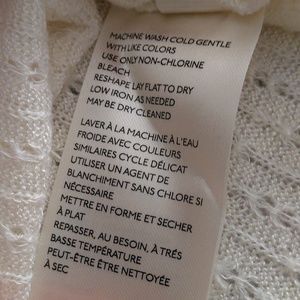 MACHINE WASH COLD GENTLE
WITH LIKE COLORS
USE ONLY NON-CHLORINE
BLEACH
RESHAPE LAY FLAT TO DRY
LOW IRON AS NEEDED
MAY BE DRY CLEANED
LAVER À LA MACHINE À L'EAU
FROIDE AVEC COULEURS
SIMILAIRES CYCLE DÉLICAT
UTILISER UN AGENT DE
BLANCHIMENT SANS CHLORE SI
NÉCESSAIRE
METTRE EN FORME ET SECHER
À PLAT
REPASSER, AU BESOIN, À TRÉS
BASSE TEMPÉRATURE
PEUT-ÊTRE ÊTRE NETTOYÉE
À SEC